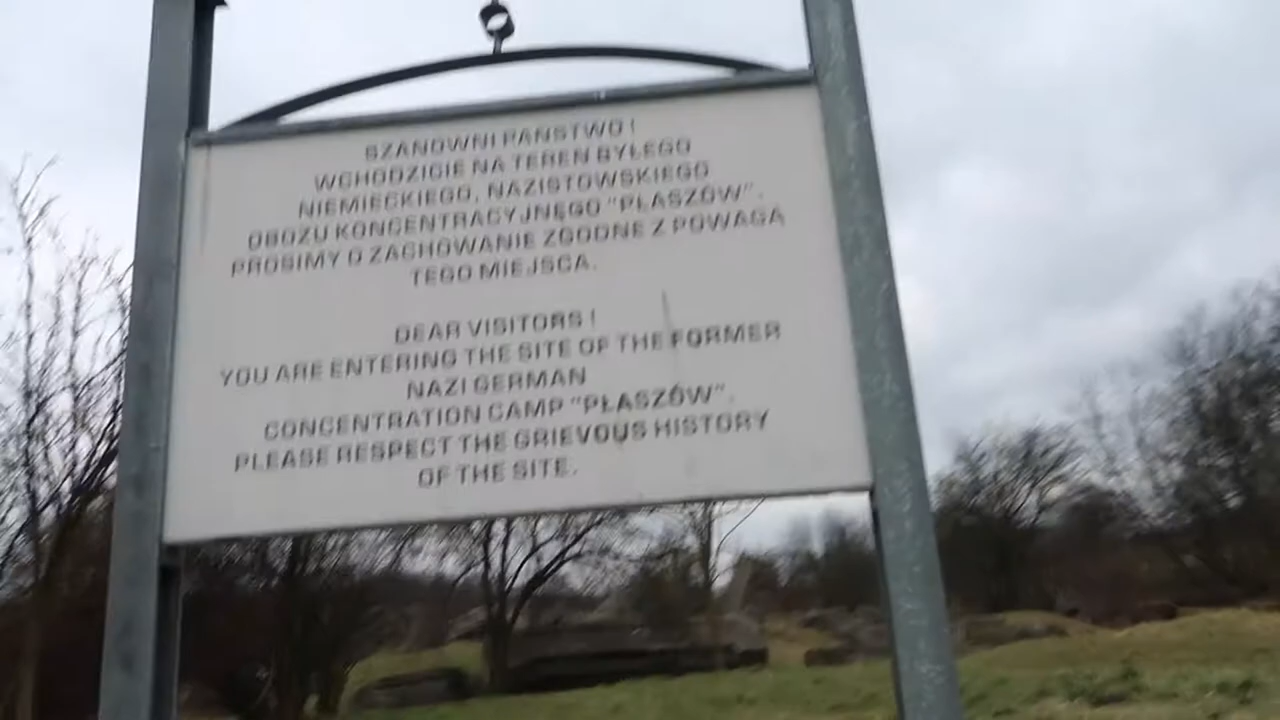 SZANOWNI PAŃSTWO !
WCHODZICIE NA TEREN BYŁEGO
NIEMIECKIEGO, NAZISTOWSKIEGO
OBOZU KONCENTRACYJNEGO "PŁASZÓW".
PROSIMY O ZACHOWANIE ZGODNE Z POWAGĄ
TEGO MIEJSCA.
DEAR VISITORS !
YOU ARE ENTERING THE SITE OF THE FORMER
NAZI GERMAN
CONCENTRATION CAMP "PŁASZÓW".
PLEASE RESPECT THE GRIEVOUS HISTORY
OF THE SITE.